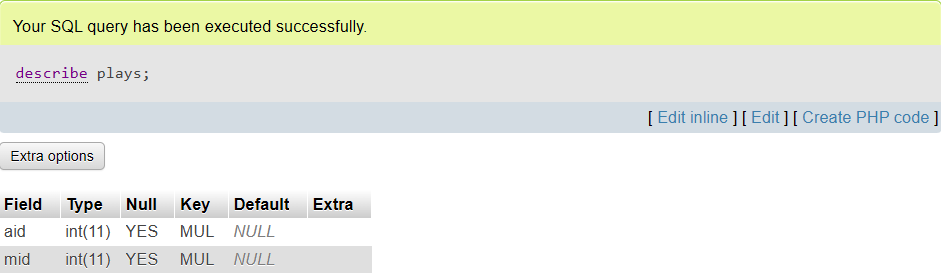 Your SQL query has been executed successfully.
describe plays;
[ Edit inline ] [ Edit ] [ Create PHP code ]
Extra options
Field Type Null Key Default Extra
aid int(11) YES MUL NULL
mid int(11) YES MUL NULL